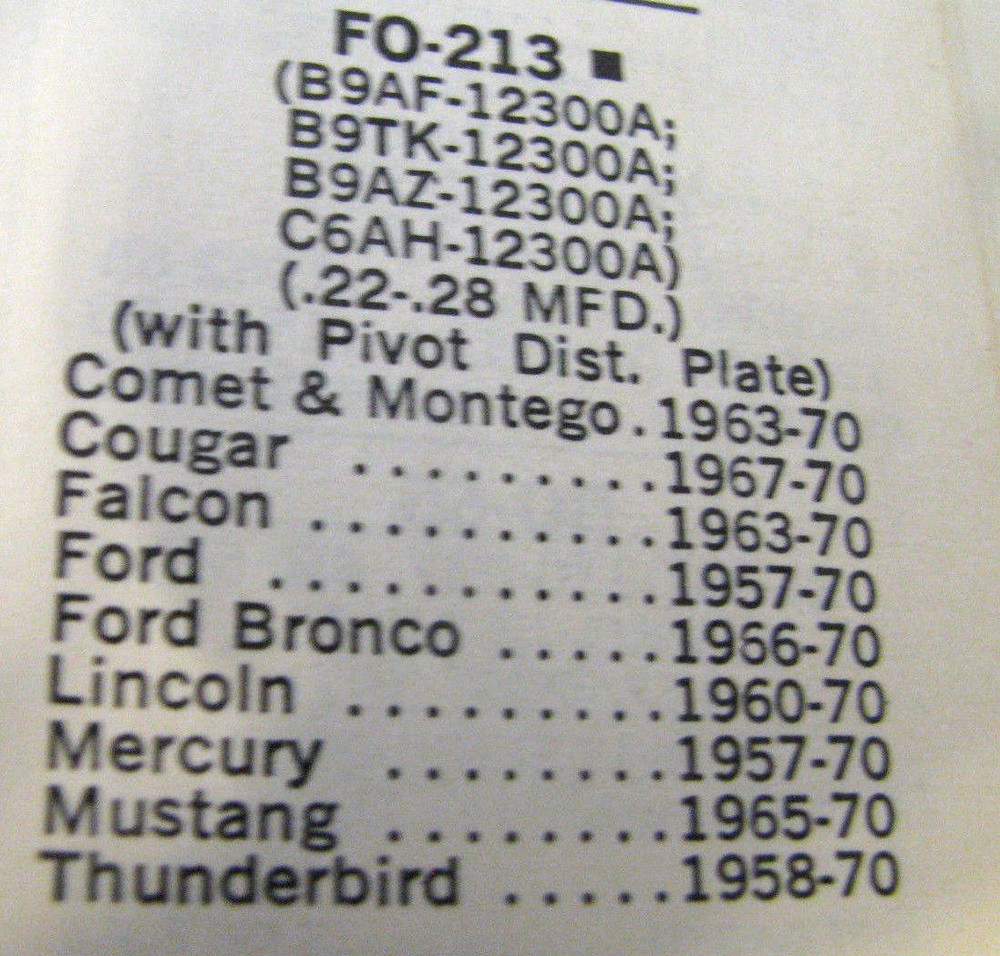 FO-213 ■
(B9AF-12300A;
B9TK-12300A;
B9AZ-12300A;
C6AH-12300A)
(.22-.28 MFD.)
(with Pivot Dist. Plate)
Comet & Montego.1963-70
Cougar ..........1967-70
Falcon ..........1963-70
Ford ...........1957-70
Ford Bronco .....1966-70
Lincoln .........1960-70
Mercury ........1957-70
Mustang ........1965-70
Thunderbird .....1958-70